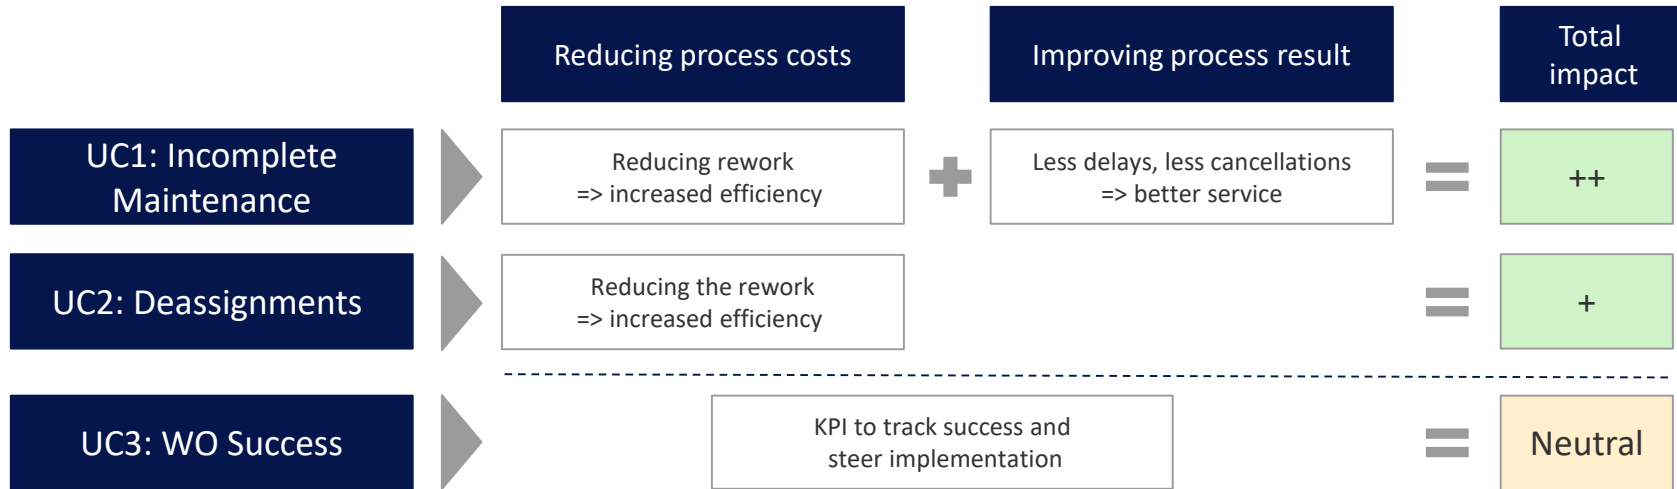 Reducing process costs
Improving process result
Total
impact
UC1: Incomplete
Maintenance
Reducing rework
=> increased efficiency
Less delays, less cancellations
=> better service
++
UC2: Deassignments
Reducing the rework
=> increased efficiency
+
UC3: WO Success
KPI to track success and
steer implementation
Neutral